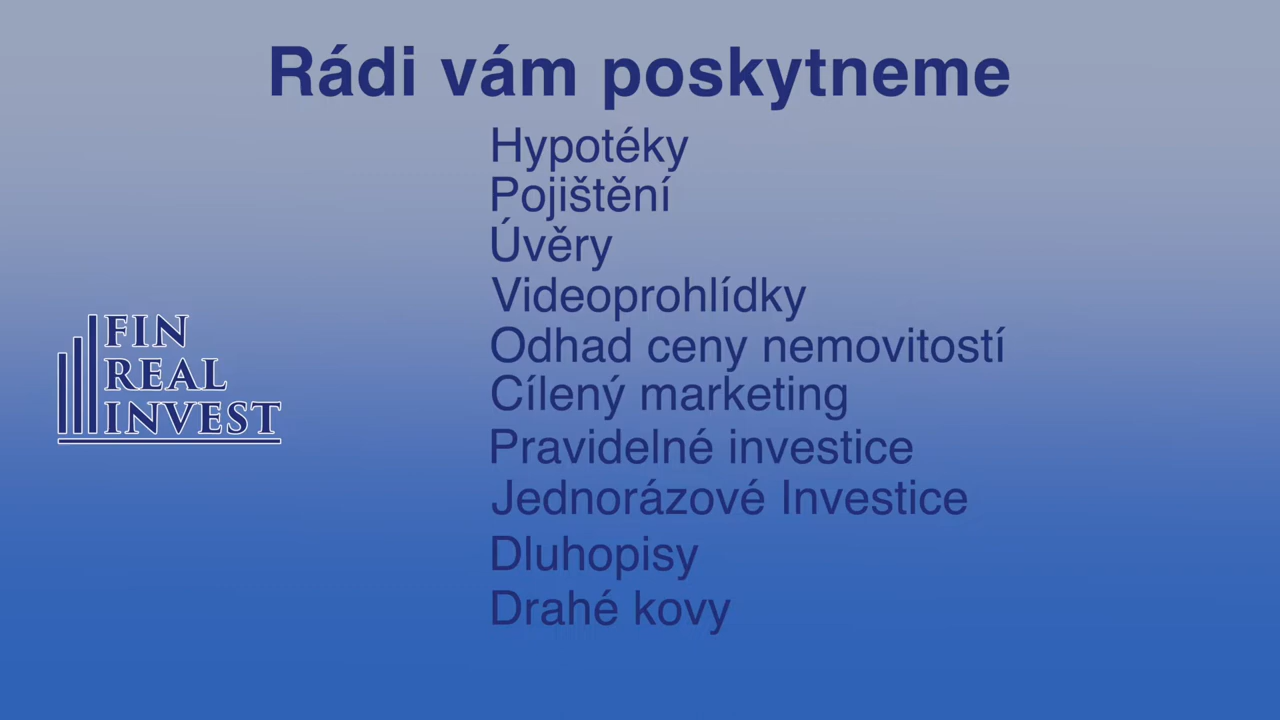 Rádi vám poskytneme
Hypotéky
Pojištění
Úvěry
Videoprohlídky
Odhad ceny nemovitostí
Cílený marketing
Pravidelné investice
Jednorázové Investice
Dluhopisy
Drahé kovy
FIN
REAL
INVEST